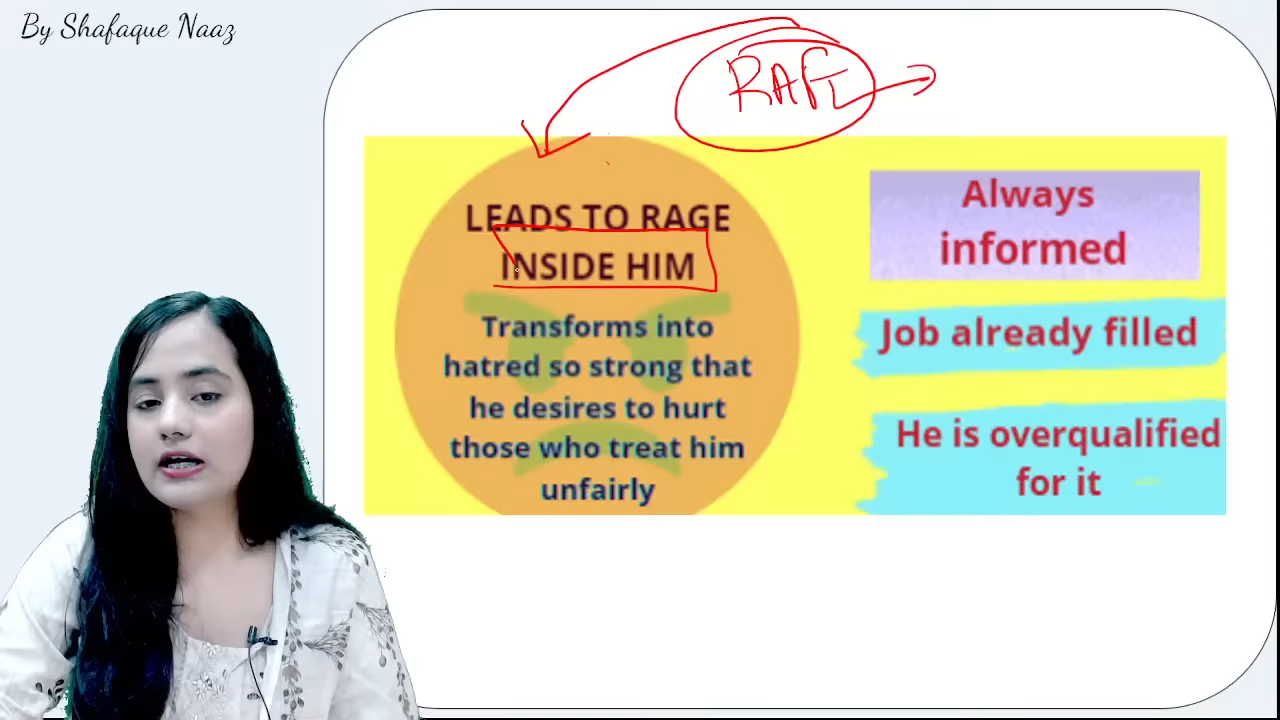 By Shafaque Naaz
RAF
LEADS TO RAGE
INSIDE HIM
Transforms into
hatred so strong that
he desires to hurt
those who treat him
unfairly
Always
informed
Job already filled
He is overqualified
for it